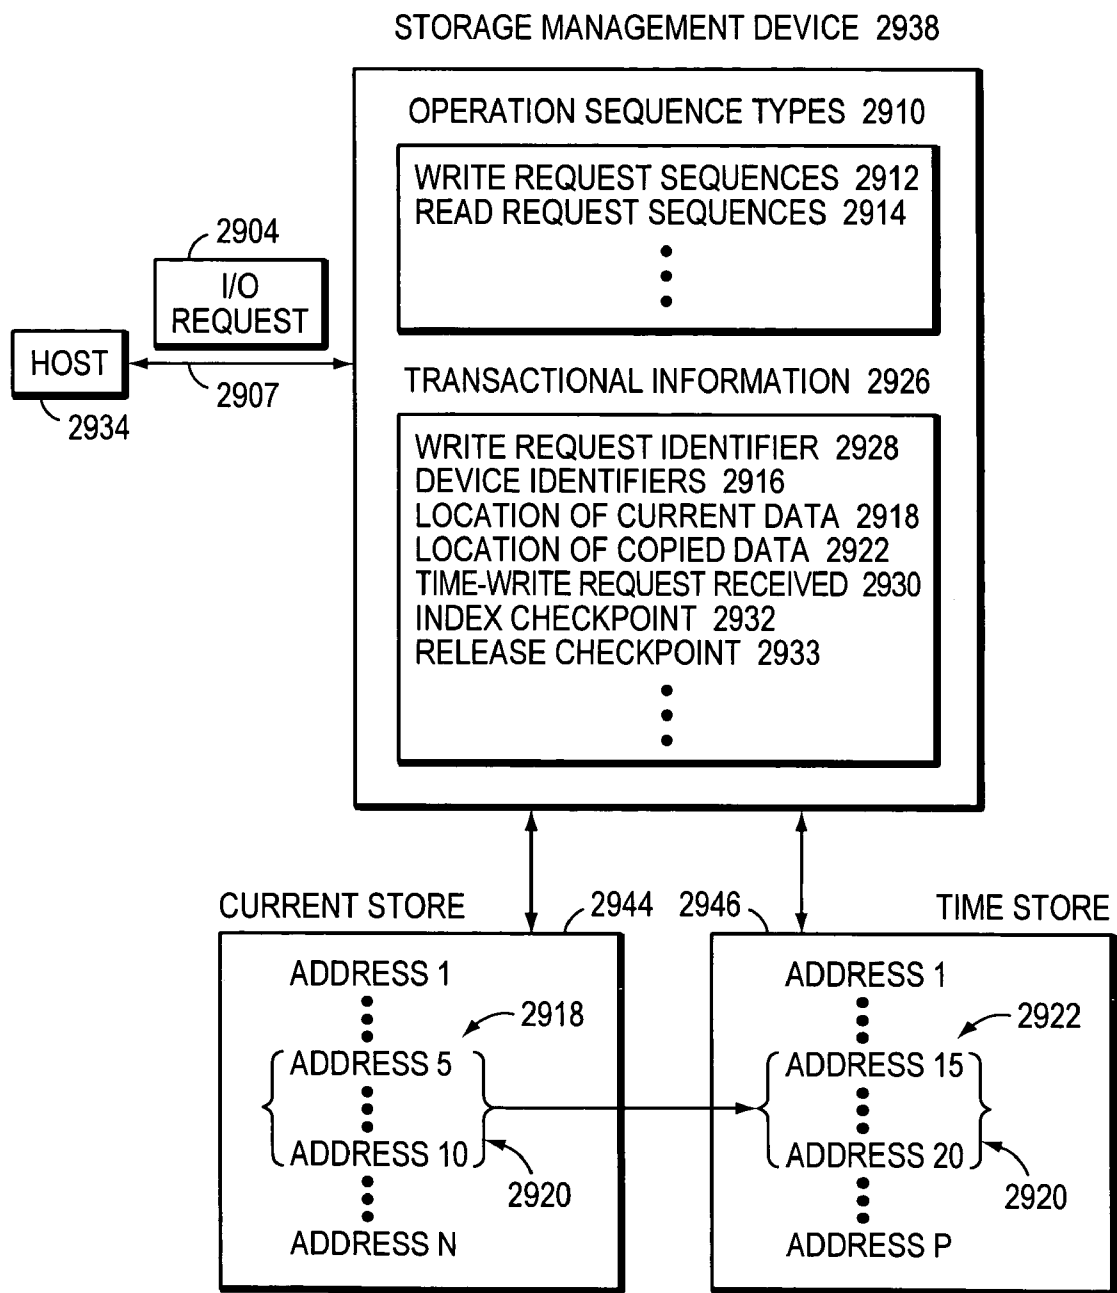 STORAGE MANAGEMENT DEVICE 2938
OPERATION SEQUENCE TYPES 2910
WRITE REQUEST SEQUENCES 2912
READ REQUEST SEQUENCES 2914
2904
I/O
REQUEST
HOST
2907
2934
TRANSACTIONAL INFORMATION 2926
WRITE REQUEST IDENTIFIER 2928
DEVICE IDENTIFIERS 2916
LOCATION OF CURRENT DATA 2918
LOCATION OF COPIED DATA 2922
TIME-WRITE REQUEST RECEIVED 2930
INDEX CHECKPOINT 2932
RELEASE CHECKPOINT 2933
CURRENT STORE
2944
ADDRESS 1
2918
ADDRESS 5
ADDRESS 10
2920
ADDRESS N
2946
TIME STORE
ADDRESS 1
2922
ADDRESS 15
ADDRESS 20
2920
ADDRESS P